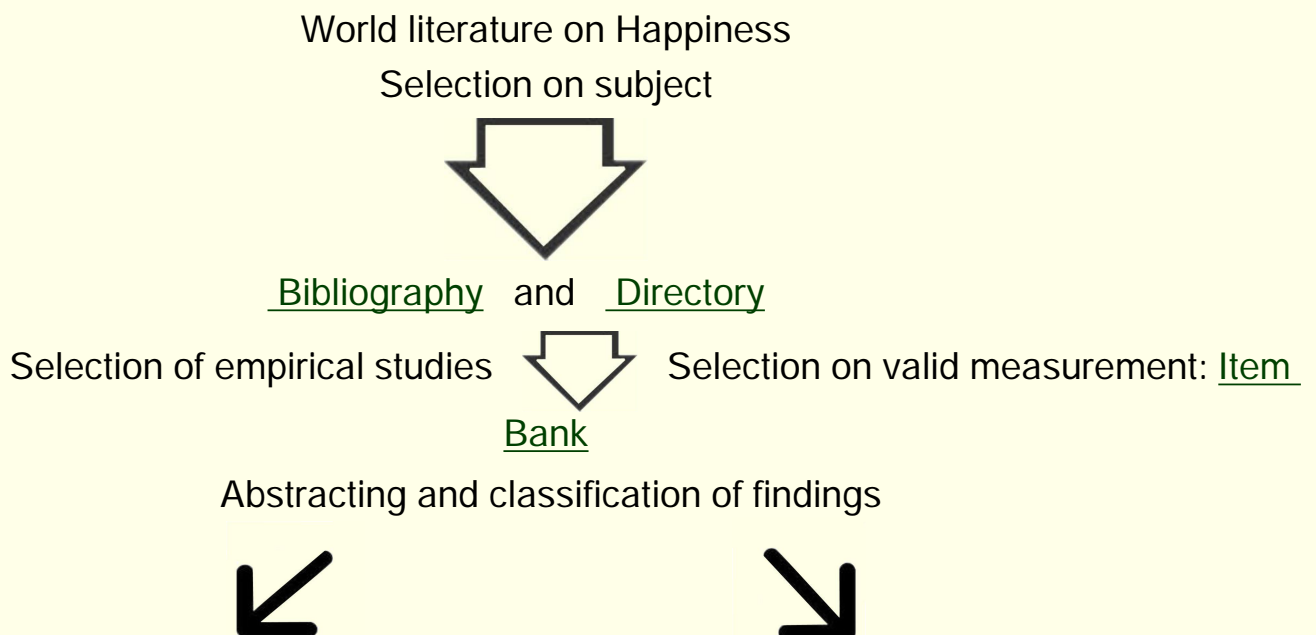 World literature on Happiness
Selection on subject
Bibliography and Directory
Selection of empirical studies Selection on valid measurement: Item
Bank
Abstracting and classification of findings